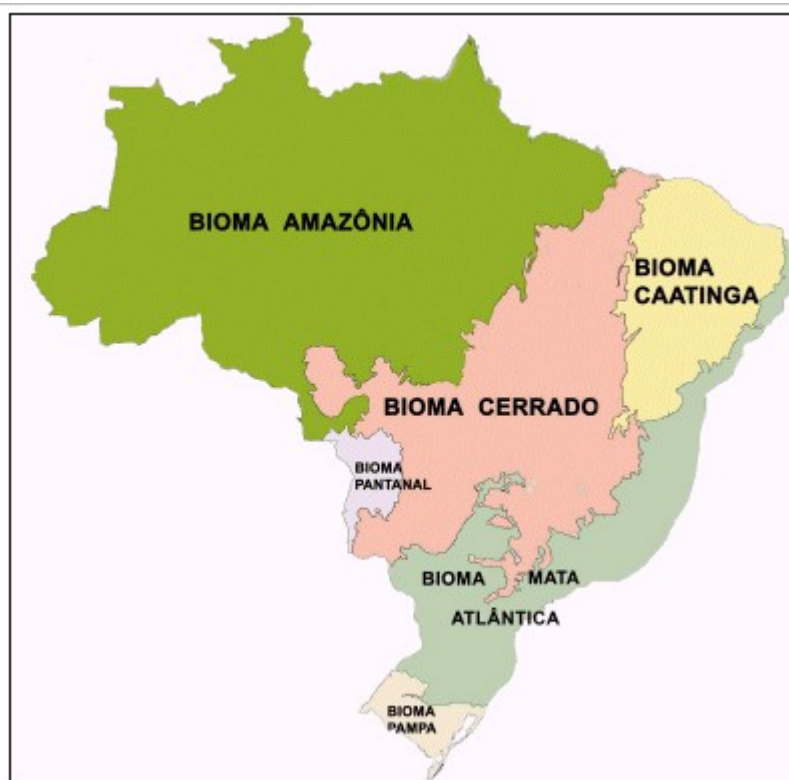 BIOMA AMAZÔNIA
BIOMA
CAATINGA
BIOMA CERRADO
BIOMA
PANTANAL
BIOMA MATA
ATLÂNTICA
BIOMA
PAMPA